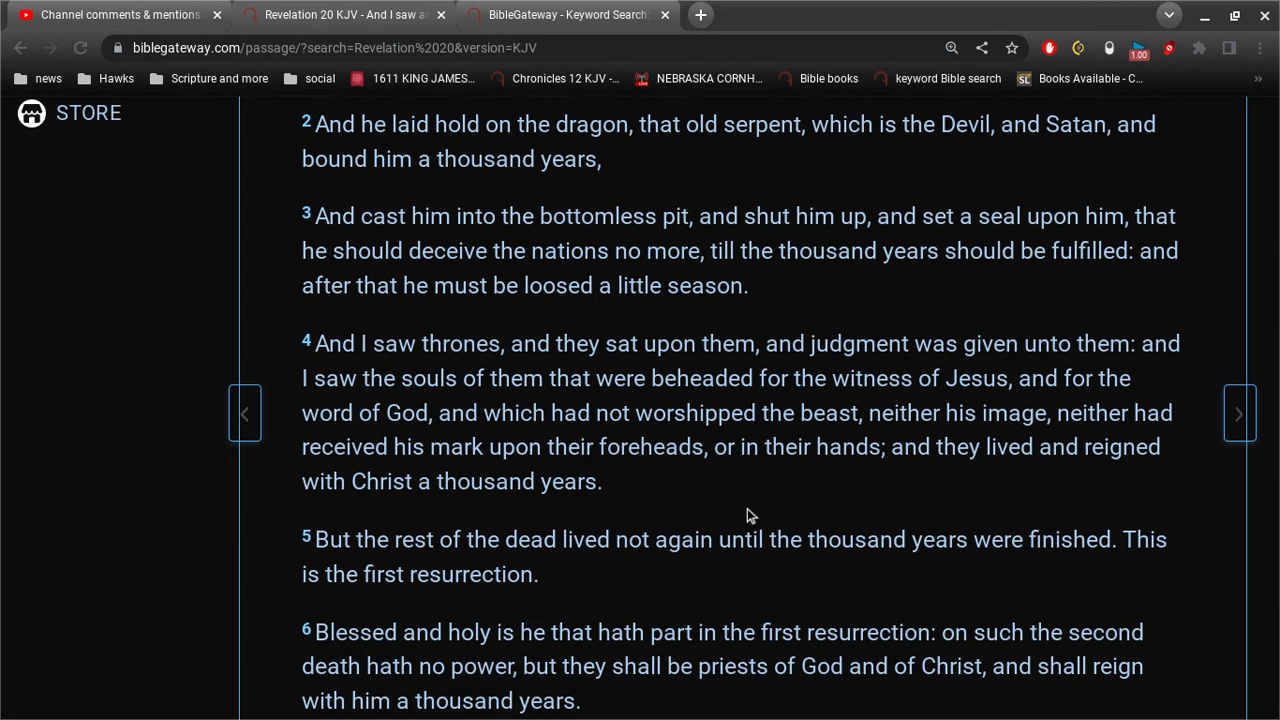 Channel comments & mentions -
Revelation 20 KJV - And I saw an
BibleGateway - Keyword Search:
biblegateway.com/passage/?search=Revelation%2020&version=KJV
1.00
news
Hawks
Scripture and more
social
1611 KING JAMES...
Chronicles 12 KJV -...
NEBRASKA CORNH...
Bible books
keyword Bible search
SL
Books Available - C...
»
STORE
2 And he laid hold on the dragon, that old serpent, which is the Devil, and Satan, and
bound him a thousand years,
3 And cast him into the bottomless pit, and shut him up, and set a seal upon him, that
he should deceive the nations no more, till the thousand years should be fulfilled: and
after that he must be loosed a little season.
4 And I saw thrones, and they sat upon them, and judgment was given unto them: and
I saw the souls of them that were beheaded for the witness of Jesus, and for the
word of God, and which had not worshipped the beast, neither his image, neither had
received his mark upon their foreheads, or in their hands; and they lived and reigned
with Christ a thousand years.
5 But the rest of the dead lived not again until the thousand years were finished. This
is the first resurrection.
6 Blessed and holy is he that hath part in the first resurrection: on such the second
death hath no power, but they shall be priests of God and of Christ, and shall reign
with him a thousand years.